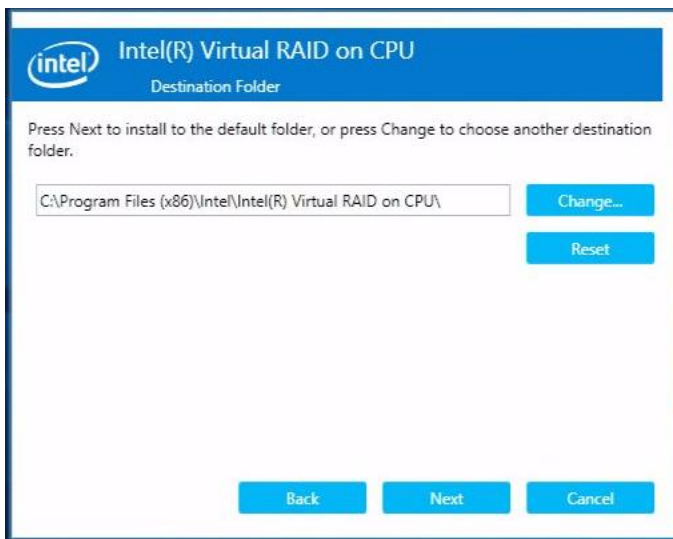 intel
Intel(R) Virtual RAID on CPU
Destination Folder
Press Next to install to the default folder, or press Change to choose another destination
folder.
C:\Program Files (x86)\Intel\Intel(R) Virtual RAID on CPU\
Change...
Reset
Back
Next
Cancel